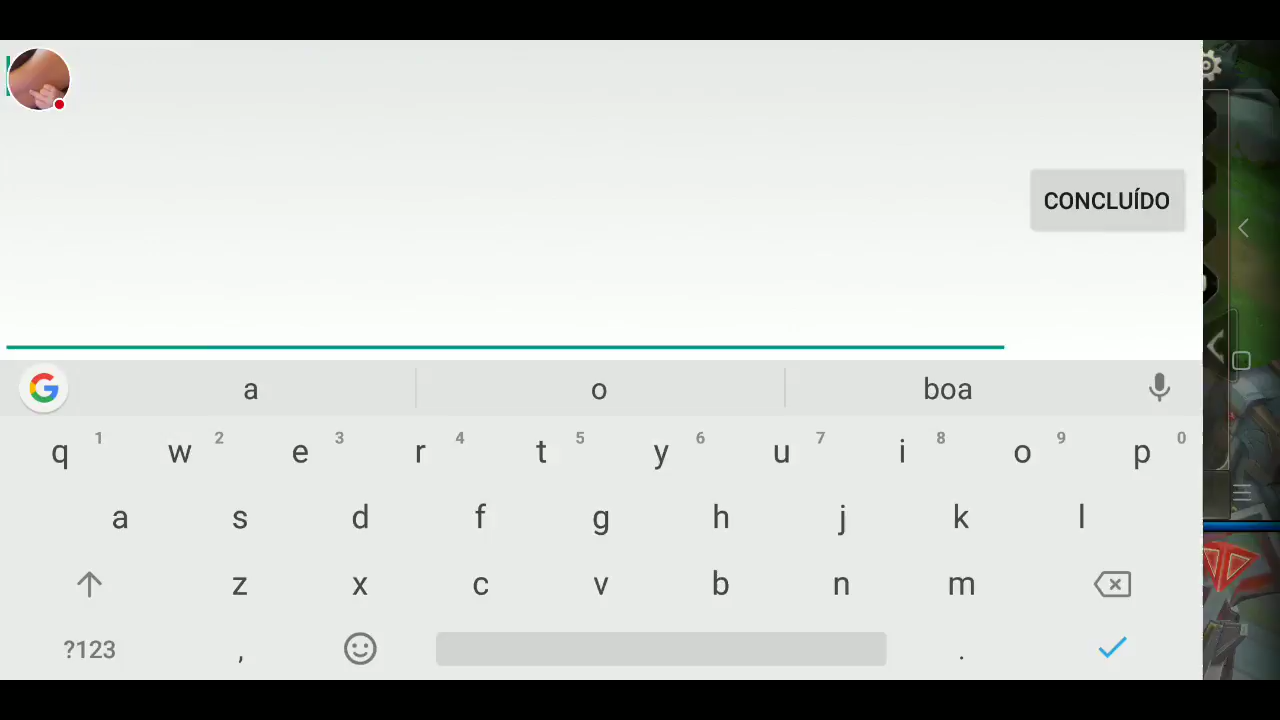 CONCLUÍDO
a o boa
q 1 w 2 e 3 r 4 t 5 y 6 u 7 i 8 o 9 p 0
a s d f g h j k l
z x c v b n m
?123 , .